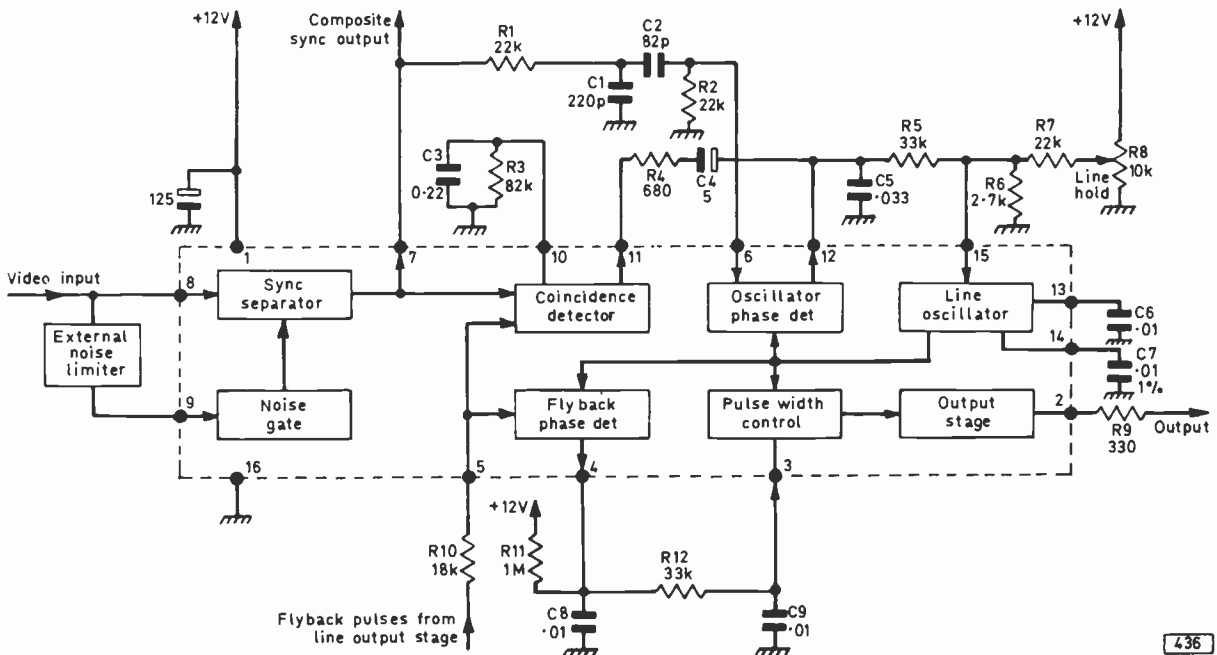 +12V
Composite
sync output
R1
22k
C2
82p
+12V
C1
220p
R2
22k
C3
0·22
R3
82k
R4
680
C4
5
R5
33k
C5
·033
R6
2·7k
R7
22k
Line
hold
R8
10k
125
1
7
10
11
6
12
15
Video input
8
Sync
separator
Coincidence
detector
Oscillator
phase det
Line
oscillator
13
C6
·01
External
noise
limiter
14
C7
·01
1%
9
Noise
gate
Flyback
phase det
Pulse width
control
Output
stage
2
R9
330
Output
16
5
4
3
+12V
R10
18k
R11
1M
R12
33k
Flyback pulses from
line output stage
C8
·01
C9
·01
436